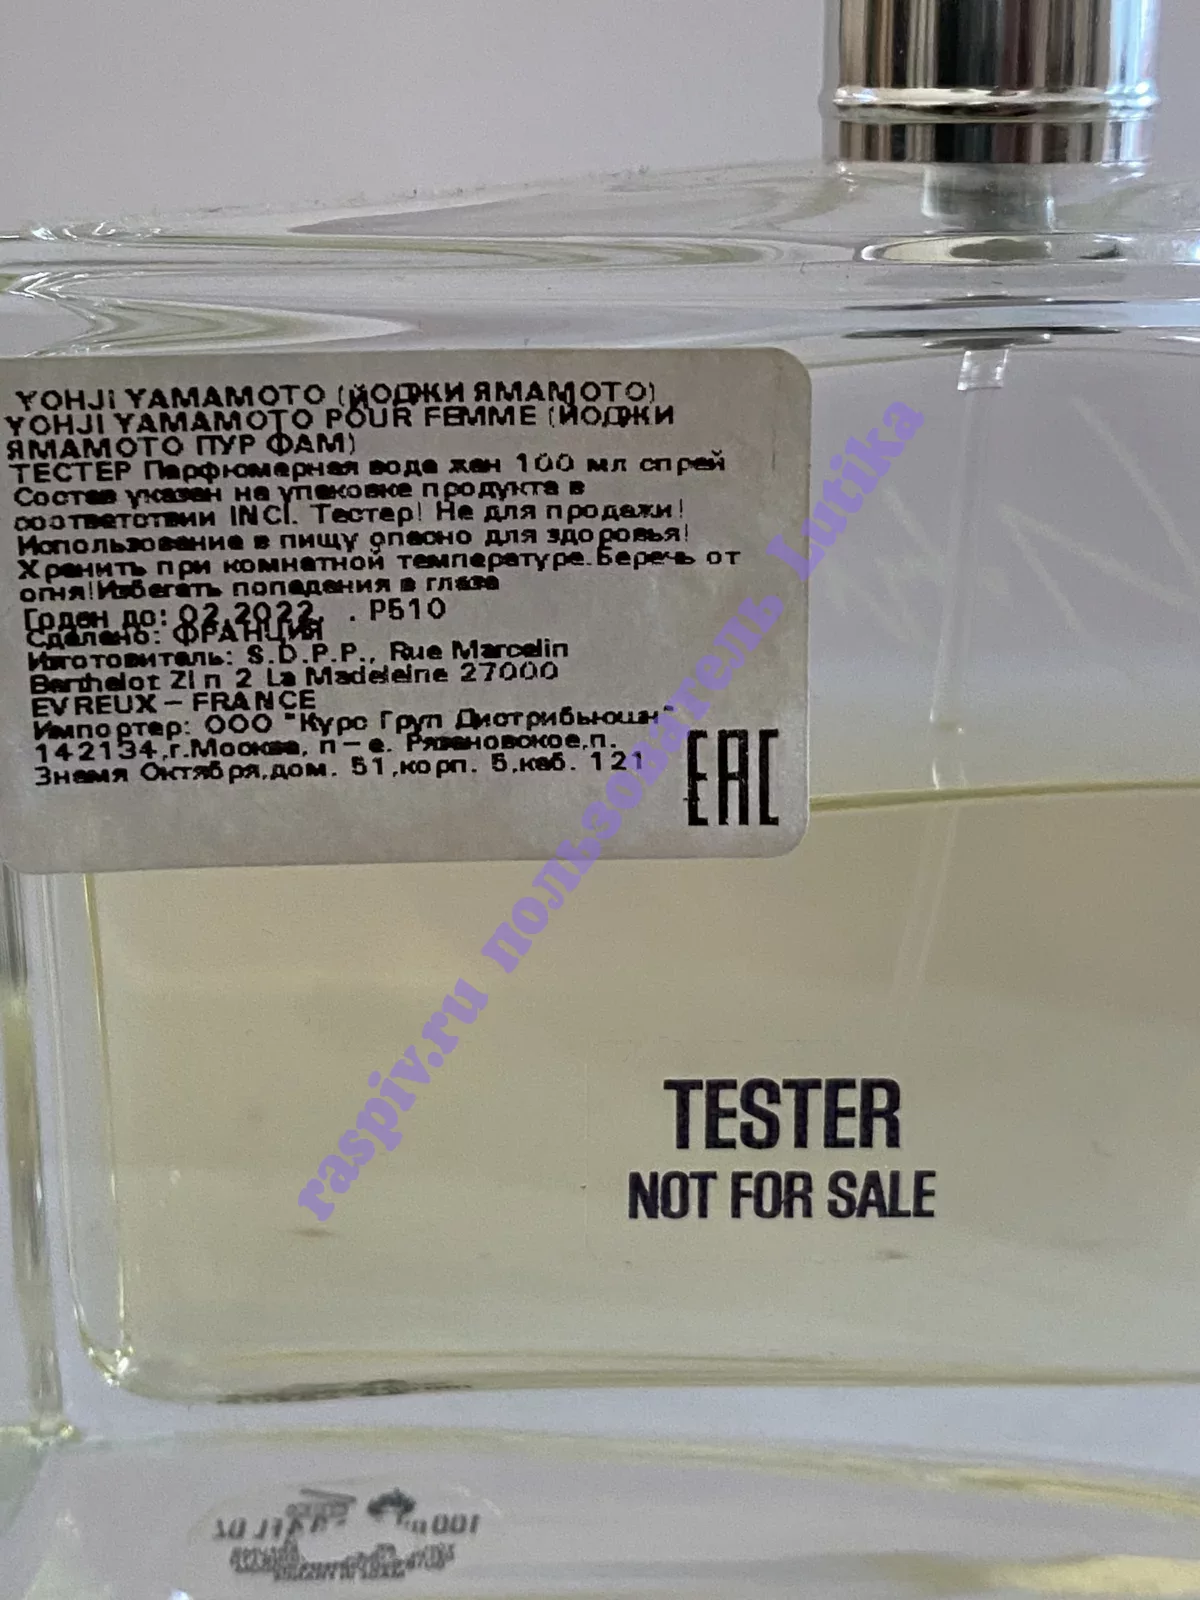 YOHJI YAMAMOTO (ЙОДЖИ ЯМАМОТО)
YOHJI YAMAMOTO POUR FEMME (ЙОДЖИ
ЯМАМОТО ПУР ФАМ)
ТЕСТЕР Парфюмерная вода жен 100 мл спрей
Состав указан на упаковке продукта в
соответствии INCI. Тестер! Не для продажи!
Использование в пищу опасно для здоровья!
Хранить при комнатной температуре.Беречь от
огня!Избегать попадания в глаза
Годен до: 02.2022, . Р510
Сделано: ФРАНЦИЯ
Изготовитель: S.D.P.P., Rue Marcelin
Berthelot ZI n 2 La Madeleine 27000
EVREUX – FRANCE
Импортер: ООО "Курс Груп Дистрибьюшн"
142134,г.Москва, п–е. Рязановское,п.
Знамя Октября,дом. 51,корп. 5,каб. 121
EAC
raspiv.ru пользователь Lutika
TESTER
NOT FOR SALE